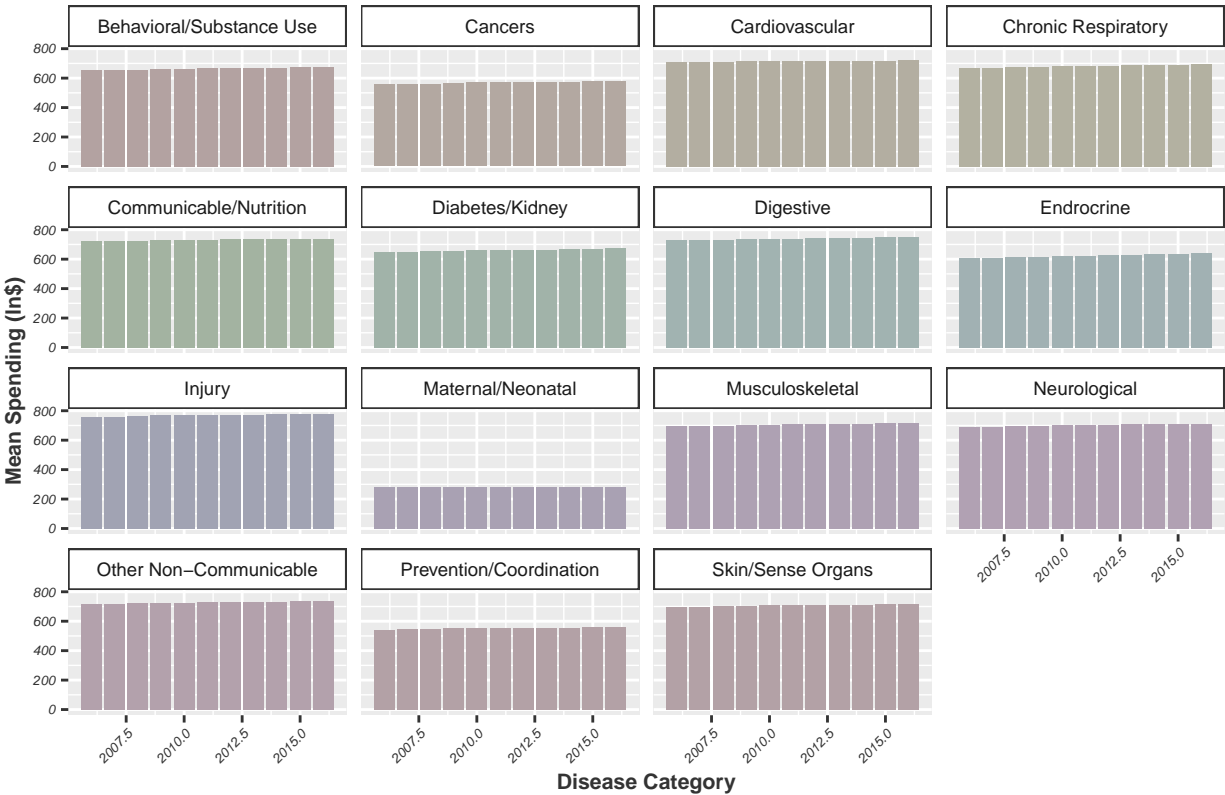 Behavioral/Substance Use
Cancers
Cardiovascular
Chronic Respiratory
800
600
400
200
0
Communicable/Nutrition
Diabetes/Kidney
Digestive
Endrocrine
800
600
400
200
0
Mean Spending (ln$)
Injury
Maternal/Neonatal
Musculoskeletal
Neurological
800
600
400
200
0
2007.5
2010.0
2012.5
2015.0
Other Non−Communicable
Prevention/Coordination
Skin/Sense Organs
800
600
400
200
0
2007.5
2010.0
2012.5
2015.0
2007.5
2010.0
2012.5
2015.0
2007.5
2010.0
2012.5
2015.0
Disease Category